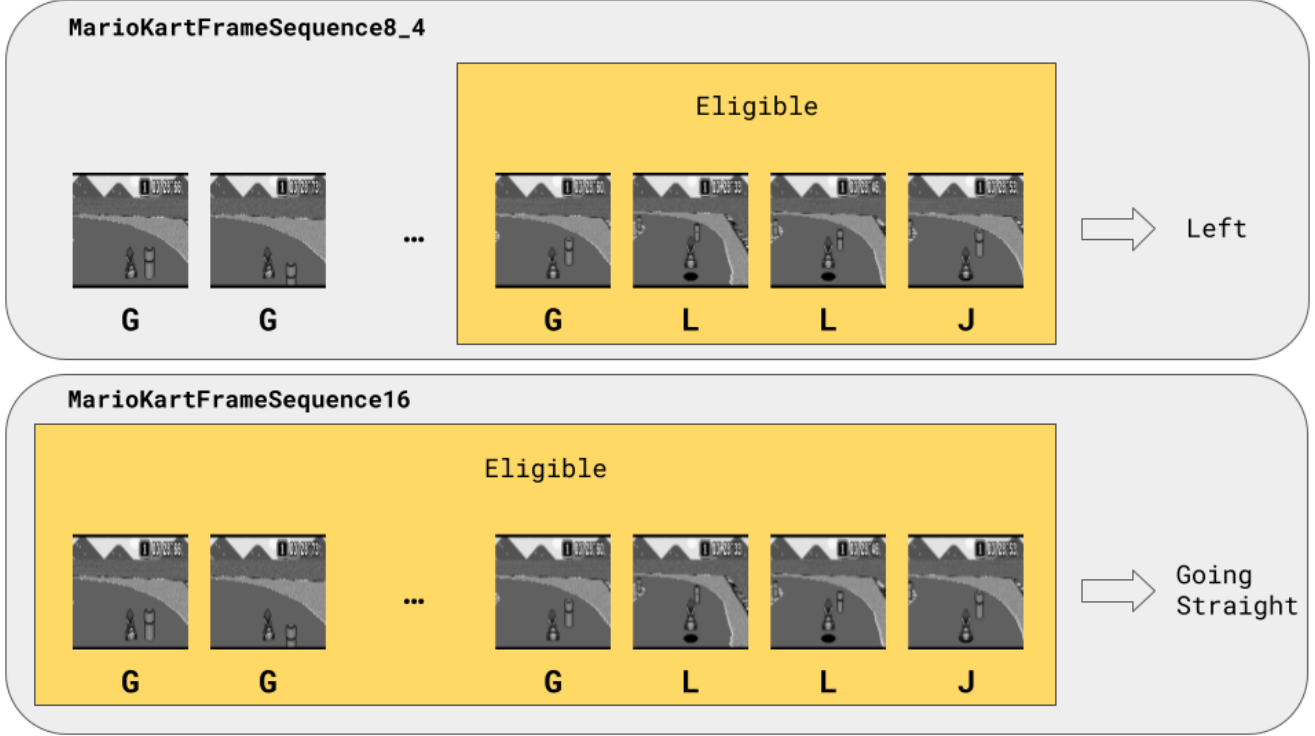 MarioKartFrameSequence8_4
Eligible
... Left
G G G L L J
MarioKartFrameSequence16
Eligible
... Going
Straight
G G G L L J